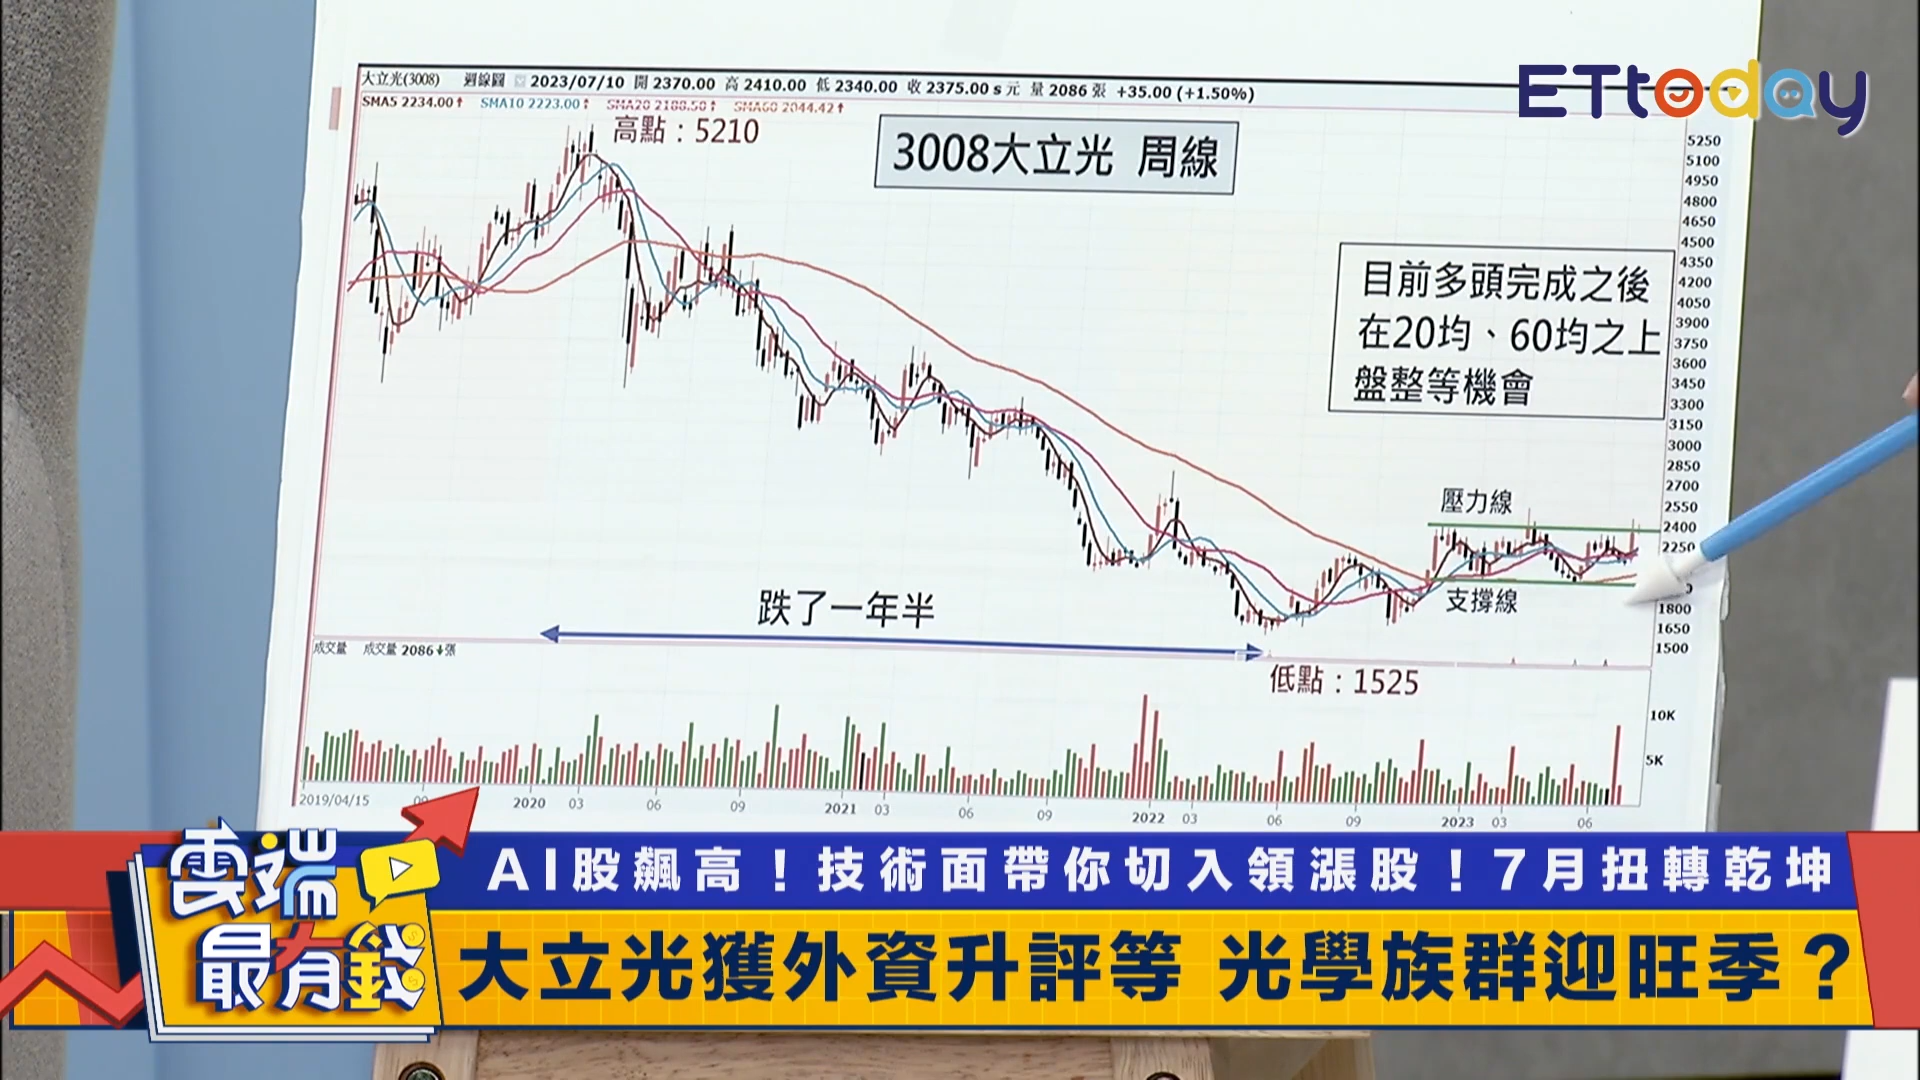 大立光(3008) 週線圖 2023/07/10 開 2370.00 高 2410.00 低 2340.00 收 2375.00 s 元 量 2086 張 +35.00 (+1.50%)
SMA5 2234.00↑ SMA10 2223.00↑ SMA20 2188.50↑ SMA60 2044.42↑
ETtoday
高點：5210
3008大立光 周線
目前多頭完成之後
在20均、60均之上
盤整等機會
5250
5100
4950
4800
4650
4500
4350
4200
4050
3900
3750
3600
3450
3300
3150
3000
2850
2700
2550
2400
2250
1800
1650
1500
壓力線
支撐線
跌了一年半
低點：1525
成交量 成交量 2086↓張
10K
5K
2019/04/15 09 2020 03 06 09 2021 03 06 09 2022 03 06 09 2023 03 06
雲端
最有錢
AI股飆高！技術面帶你切入領漲股！7月扭轉乾坤
大立光獲外資升評等 光學族群迎旺季？